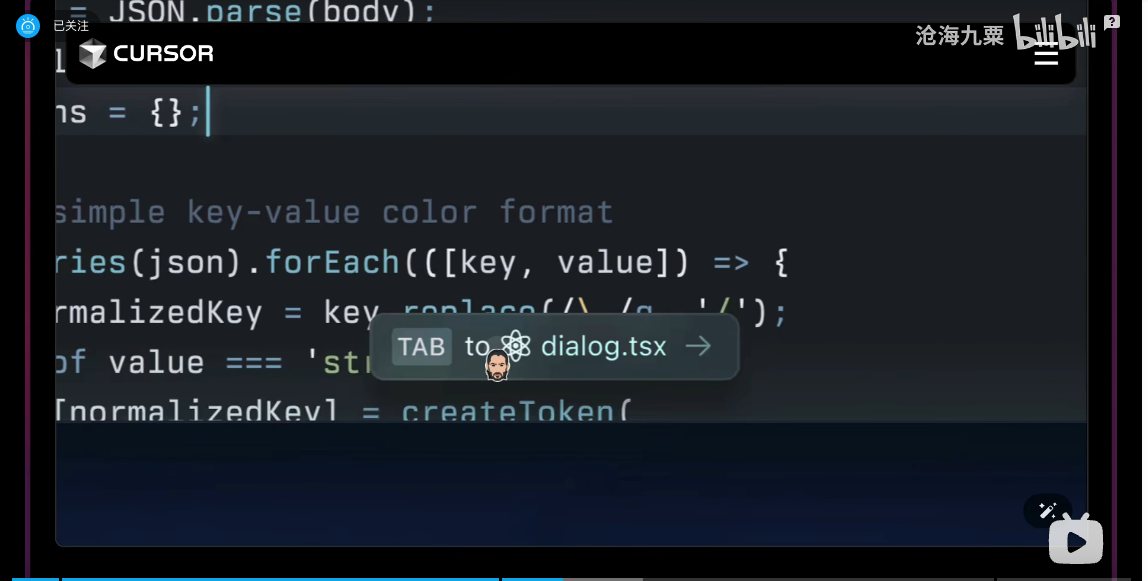 = JSON.parse(body);
已关注
沧海九粟
bilibili
?
CURSOR
ns = {};
simple key-value color format
ries(json).forEach(([key, value]) => {
rmalizedKey = key.replace(/\_/g, '/');
of value === 'str
TAB to dialog.tsx →
[normalizedKey] = createToken(